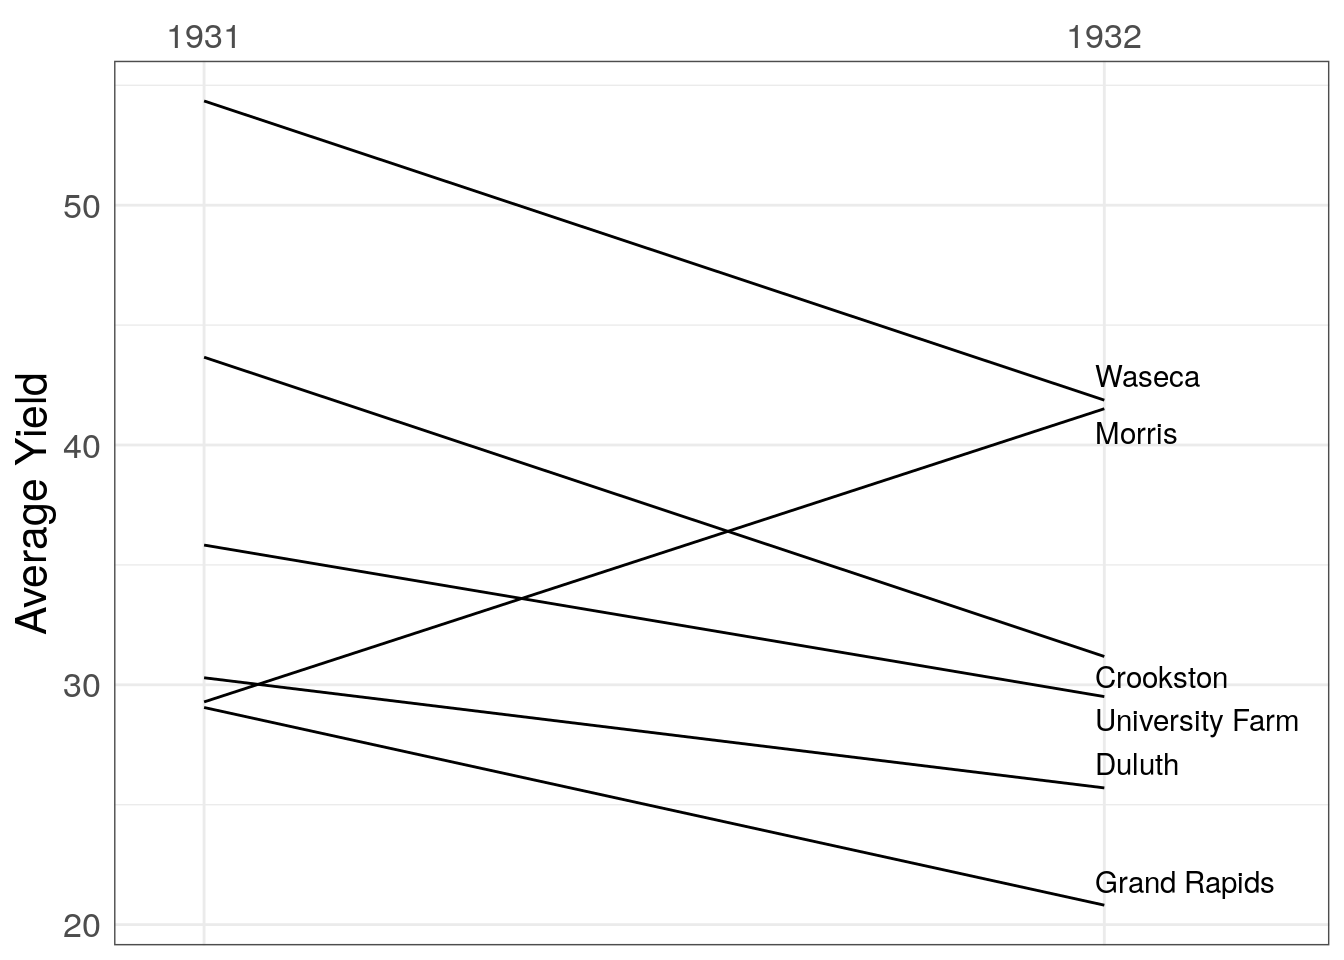 1931
1932
50
40
30
20
Average Yield
Waseca
Morris
Crookston
University Farm
Duluth
Grand Rapids